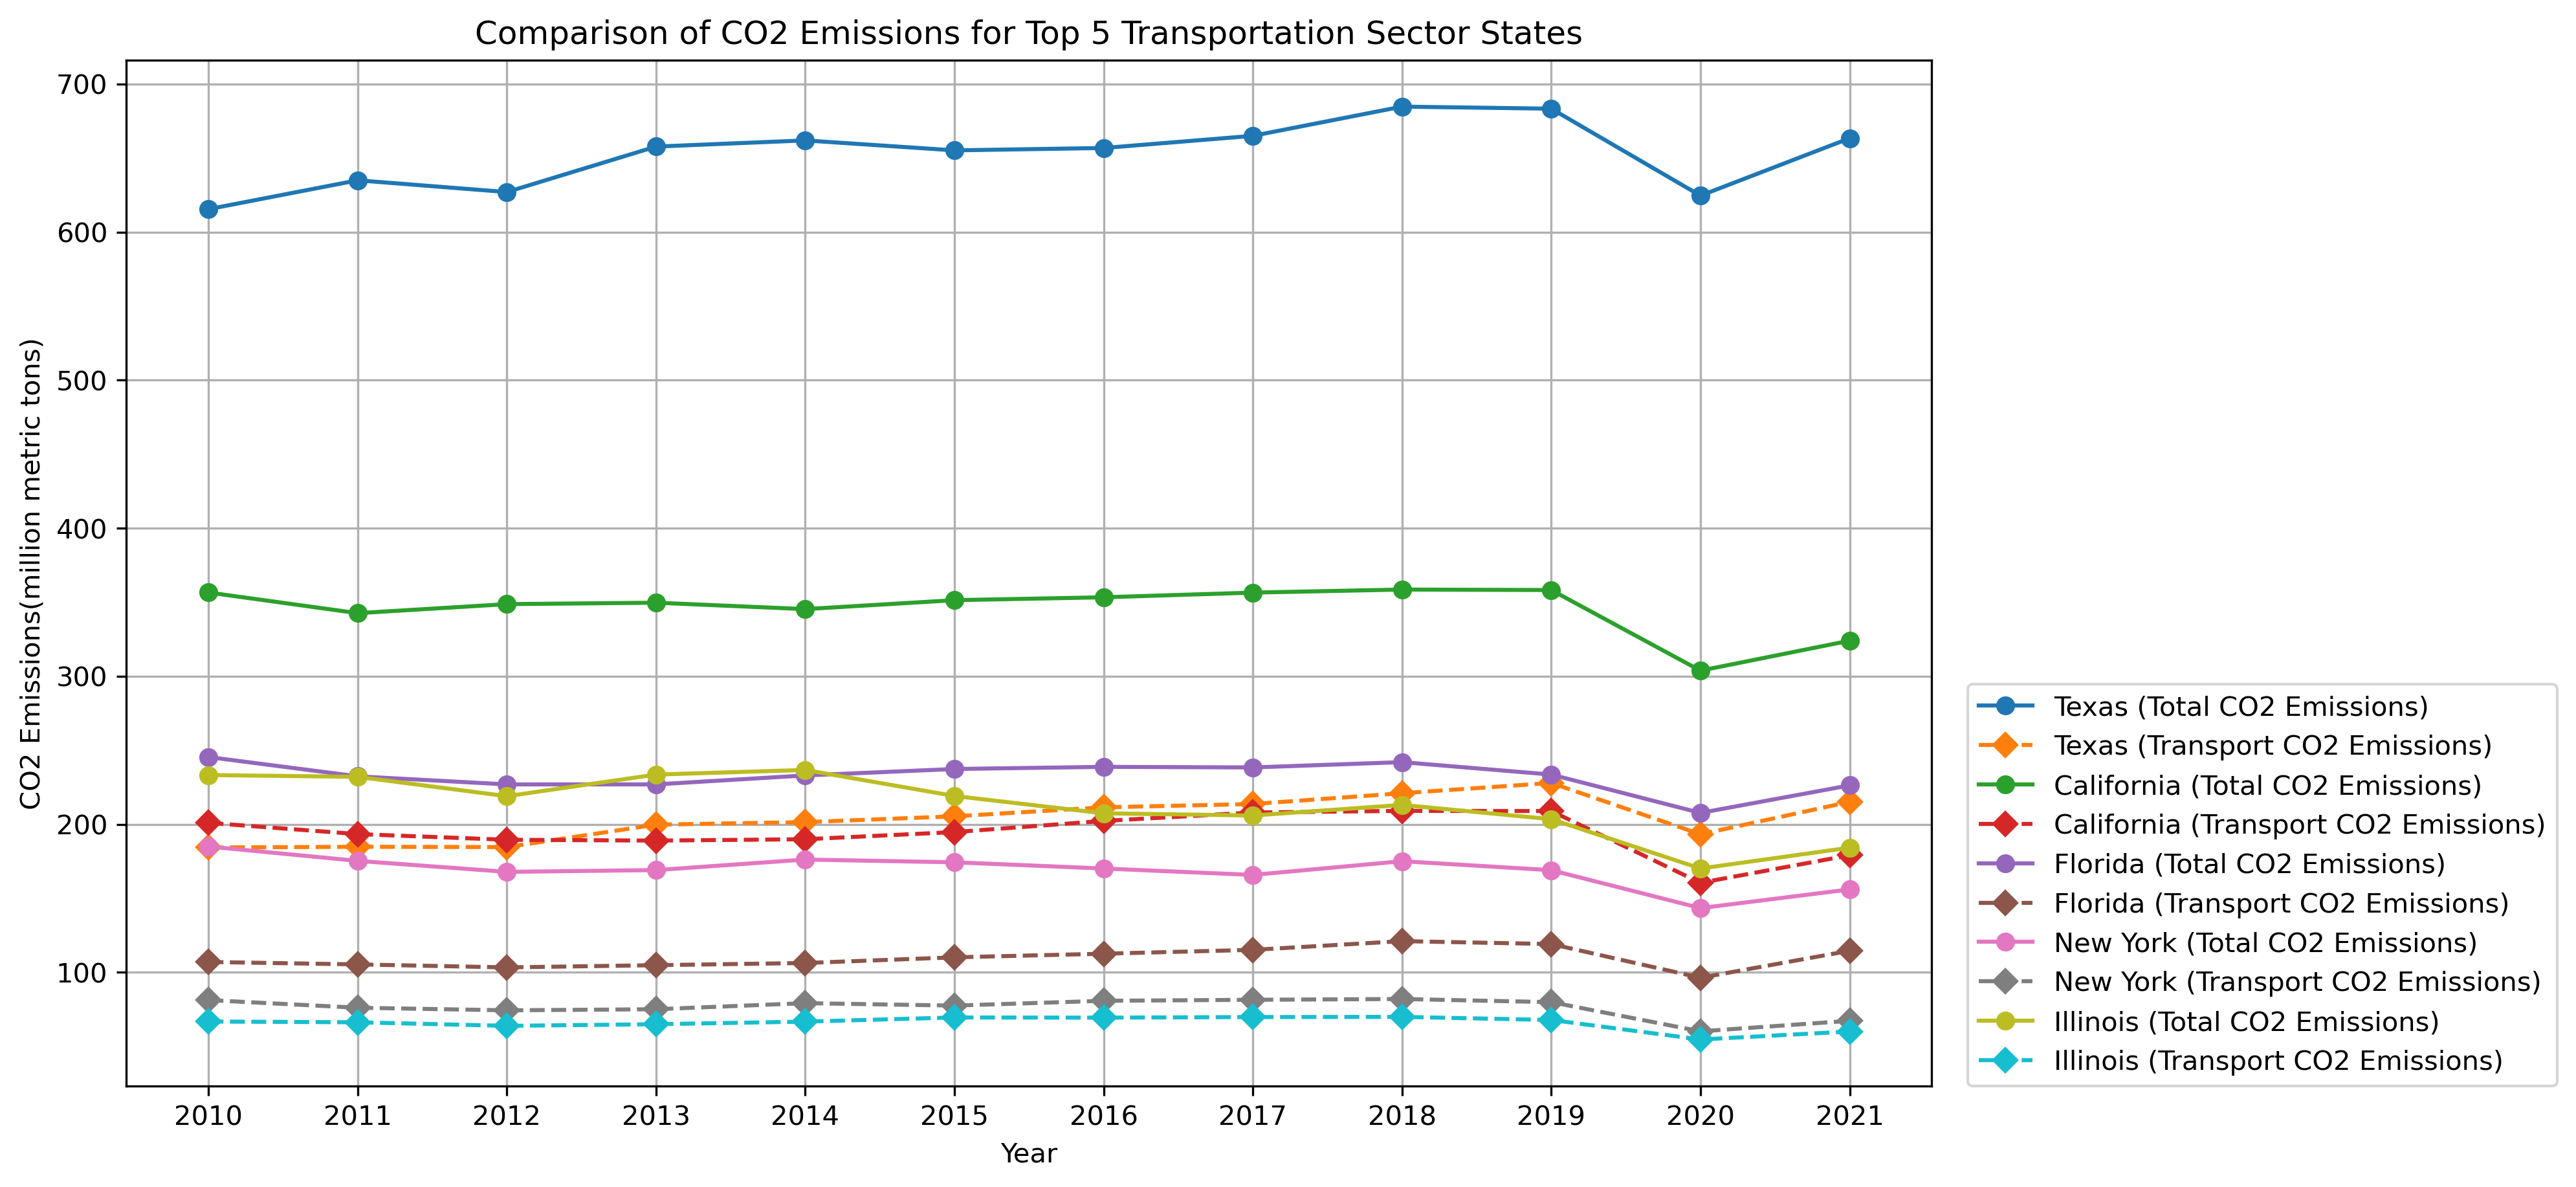 Comparison of CO2 Emissions for Top 5 Transportation Sector States
CO2 Emissions(million metric tons)
700
600
500
400
300
200
100
2010 2011 2012 2013 2014 2015 2016 2017 2018 2019 2020 2021
Year
Texas (Total CO2 Emissions)
Texas (Transport CO2 Emissions)
California (Total CO2 Emissions)
California (Transport CO2 Emissions)
Florida (Total CO2 Emissions)
Florida (Transport CO2 Emissions)
New York (Total CO2 Emissions)
New York (Transport CO2 Emissions)
Illinois (Total CO2 Emissions)
Illinois (Transport CO2 Emissions)